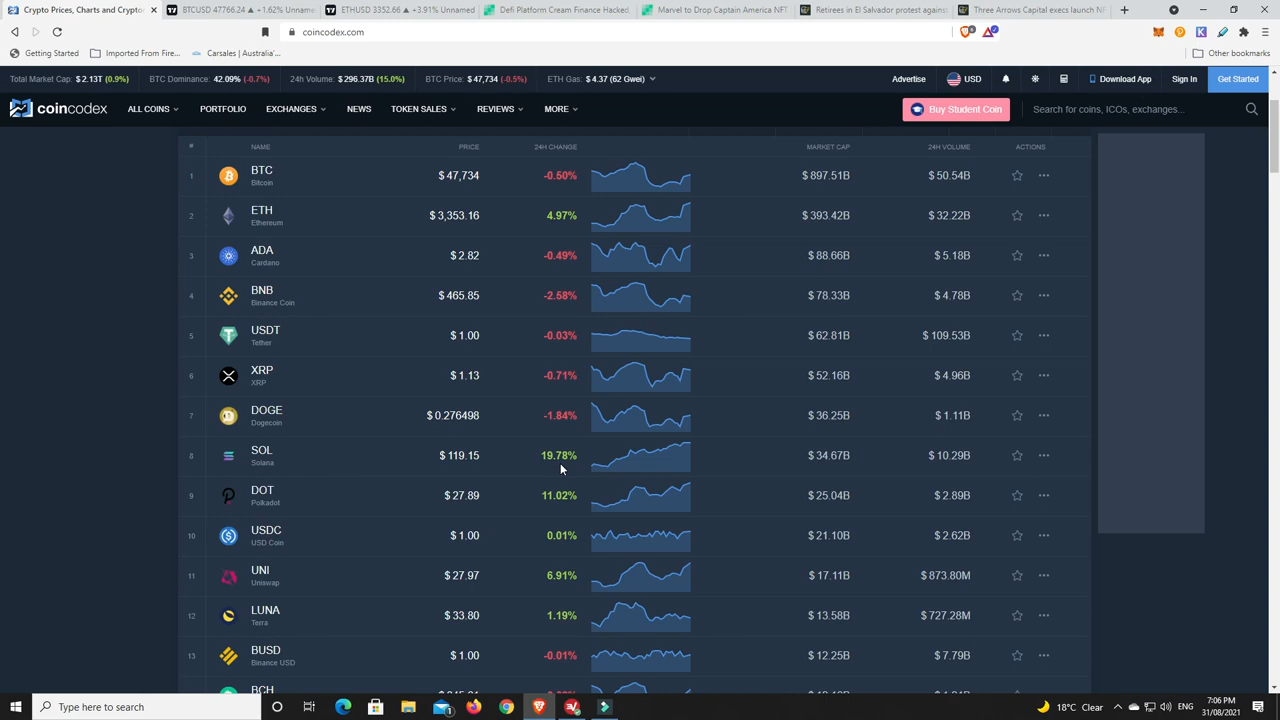 Crypto Prices, Charts and Cryptoc
BTCUSD 47766.24 ▲ +1.62% Unname
ETHUSD 3352.66 ▲ +3.91% Unnamed
Defi Platform Cream Finance Hacked,
Marvel to Drop Captain America NFT
Retirees in El Salvador protest against
Three Arrows Capital execs launch NF
coincodex.com
Getting Started
Imported From Fire...
Carsales | Australia'...
Other bookmarks
Total Market Cap: $2.13T (0.9%)
BTC Dominance: 42.09% (-0.7%)
24h Volume: $296.37B (15.0%)
BTC Price: $47,734 (-0.5%)
ETH Gas: $4.37 (62 Gwei)
Advertise
USD
Download App
Sign In
Get Started
coincodex
ALL COINS
PORTFOLIO
EXCHANGES
NEWS
TOKEN SALES
REVIEWS
MORE
Buy Student Coin
Search for coins, ICOs, exchanges...
# NAME PRICE 24H CHANGE MARKET CAP 24H VOLUME ACTIONS
1 BTC $ 47,734 -0.50% $ 897.51B $ 50.54B
Bitcoin
2 ETH $ 3,353.16 4.97% $ 393.42B $ 32.22B
Ethereum
3 ADA $ 2.82 -0.49% $ 88.66B $ 5.18B
Cardano
4 BNB $ 465.85 -2.58% $ 78.33B $ 4.78B
Binance Coin
5 USDT $ 1.00 -0.03% $ 62.81B $ 109.53B
Tether
6 XRP $ 1.13 -0.71% $ 52.16B $ 4.96B
XRP
7 DOGE $ 0.276498 -1.84% $ 36.25B $ 1.11B
Dogecoin
8 SOL $ 119.15 19.78% $ 34.67B $ 10.29B
Solana
9 DOT $ 27.89 11.02% $ 25.04B $ 2.89B
Polkadot
10 USDC $ 1.00 0.01% $ 21.10B $ 2.62B
USD Coin
11 UNI $ 27.97 6.91% $ 17.11B $ 873.80M
Uniswap
12 LUNA $ 33.80 1.19% $ 13.58B $ 727.28M
Terra
13 BUSD $ 1.00 -0.01% $ 12.25B $ 7.79B
Binance USD
BCH
Type here to search
18°C Clear
ENG
7:06 PM
31/08/2021